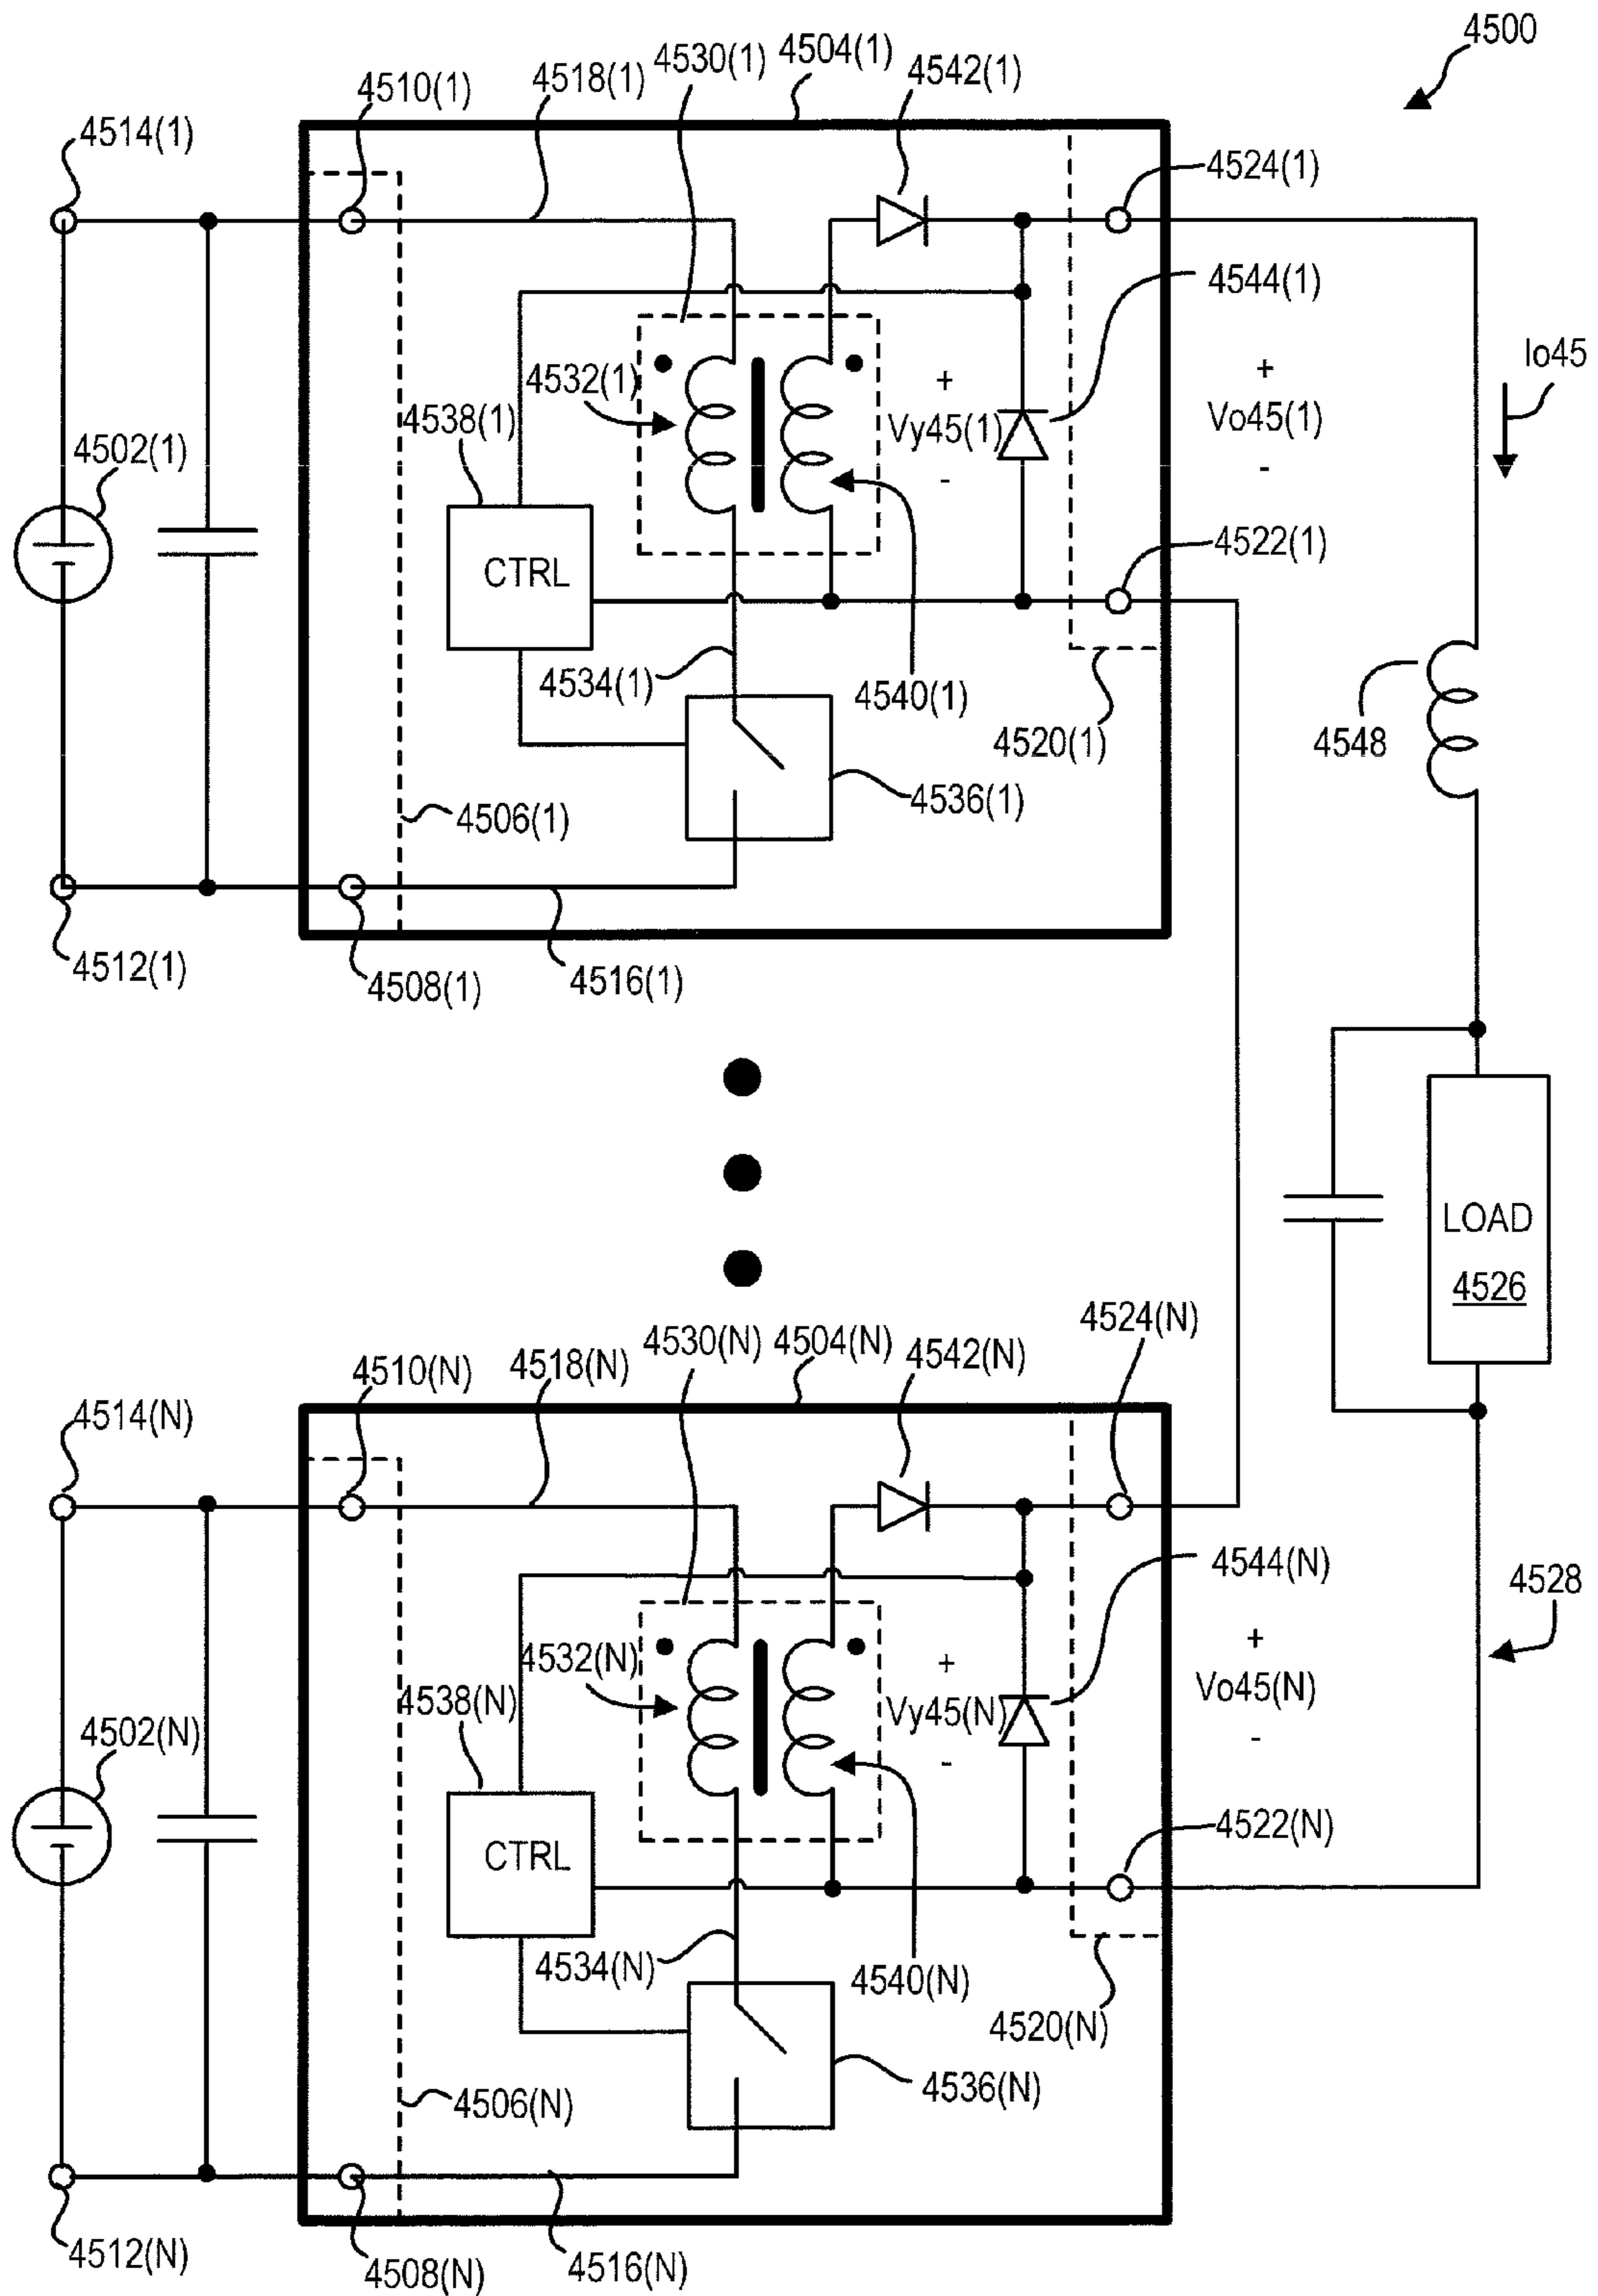 4500
4504(1)
4530(1)
4542(1)
4518(1)
4510(1)
4514(1)
4524(1)
4544(1)
Io45
4532(1)
+
+
4538(1)
Vy45(1)
Vo45(1)
4502(1)
-
-
4522(1)
CTRL
4534(1)
4540(1)
4520(1)
4548
4536(1)
4506(1)
4512(1)
4508(1)
4516(1)
LOAD
4526
4524(N)
4530(N)
4504(N)
4542(N)
4518(N)
4510(N)
4514(N)
4544(N)
4528
4532(N)
+
+
4538(N)
Vy45(N)
Vo45(N)
4502(N)
-
-
4522(N)
CTRL
4534(N)
4540(N)
4520(N)
4536(N)
4506(N)
4512(N)
4508(N)
4516(N)